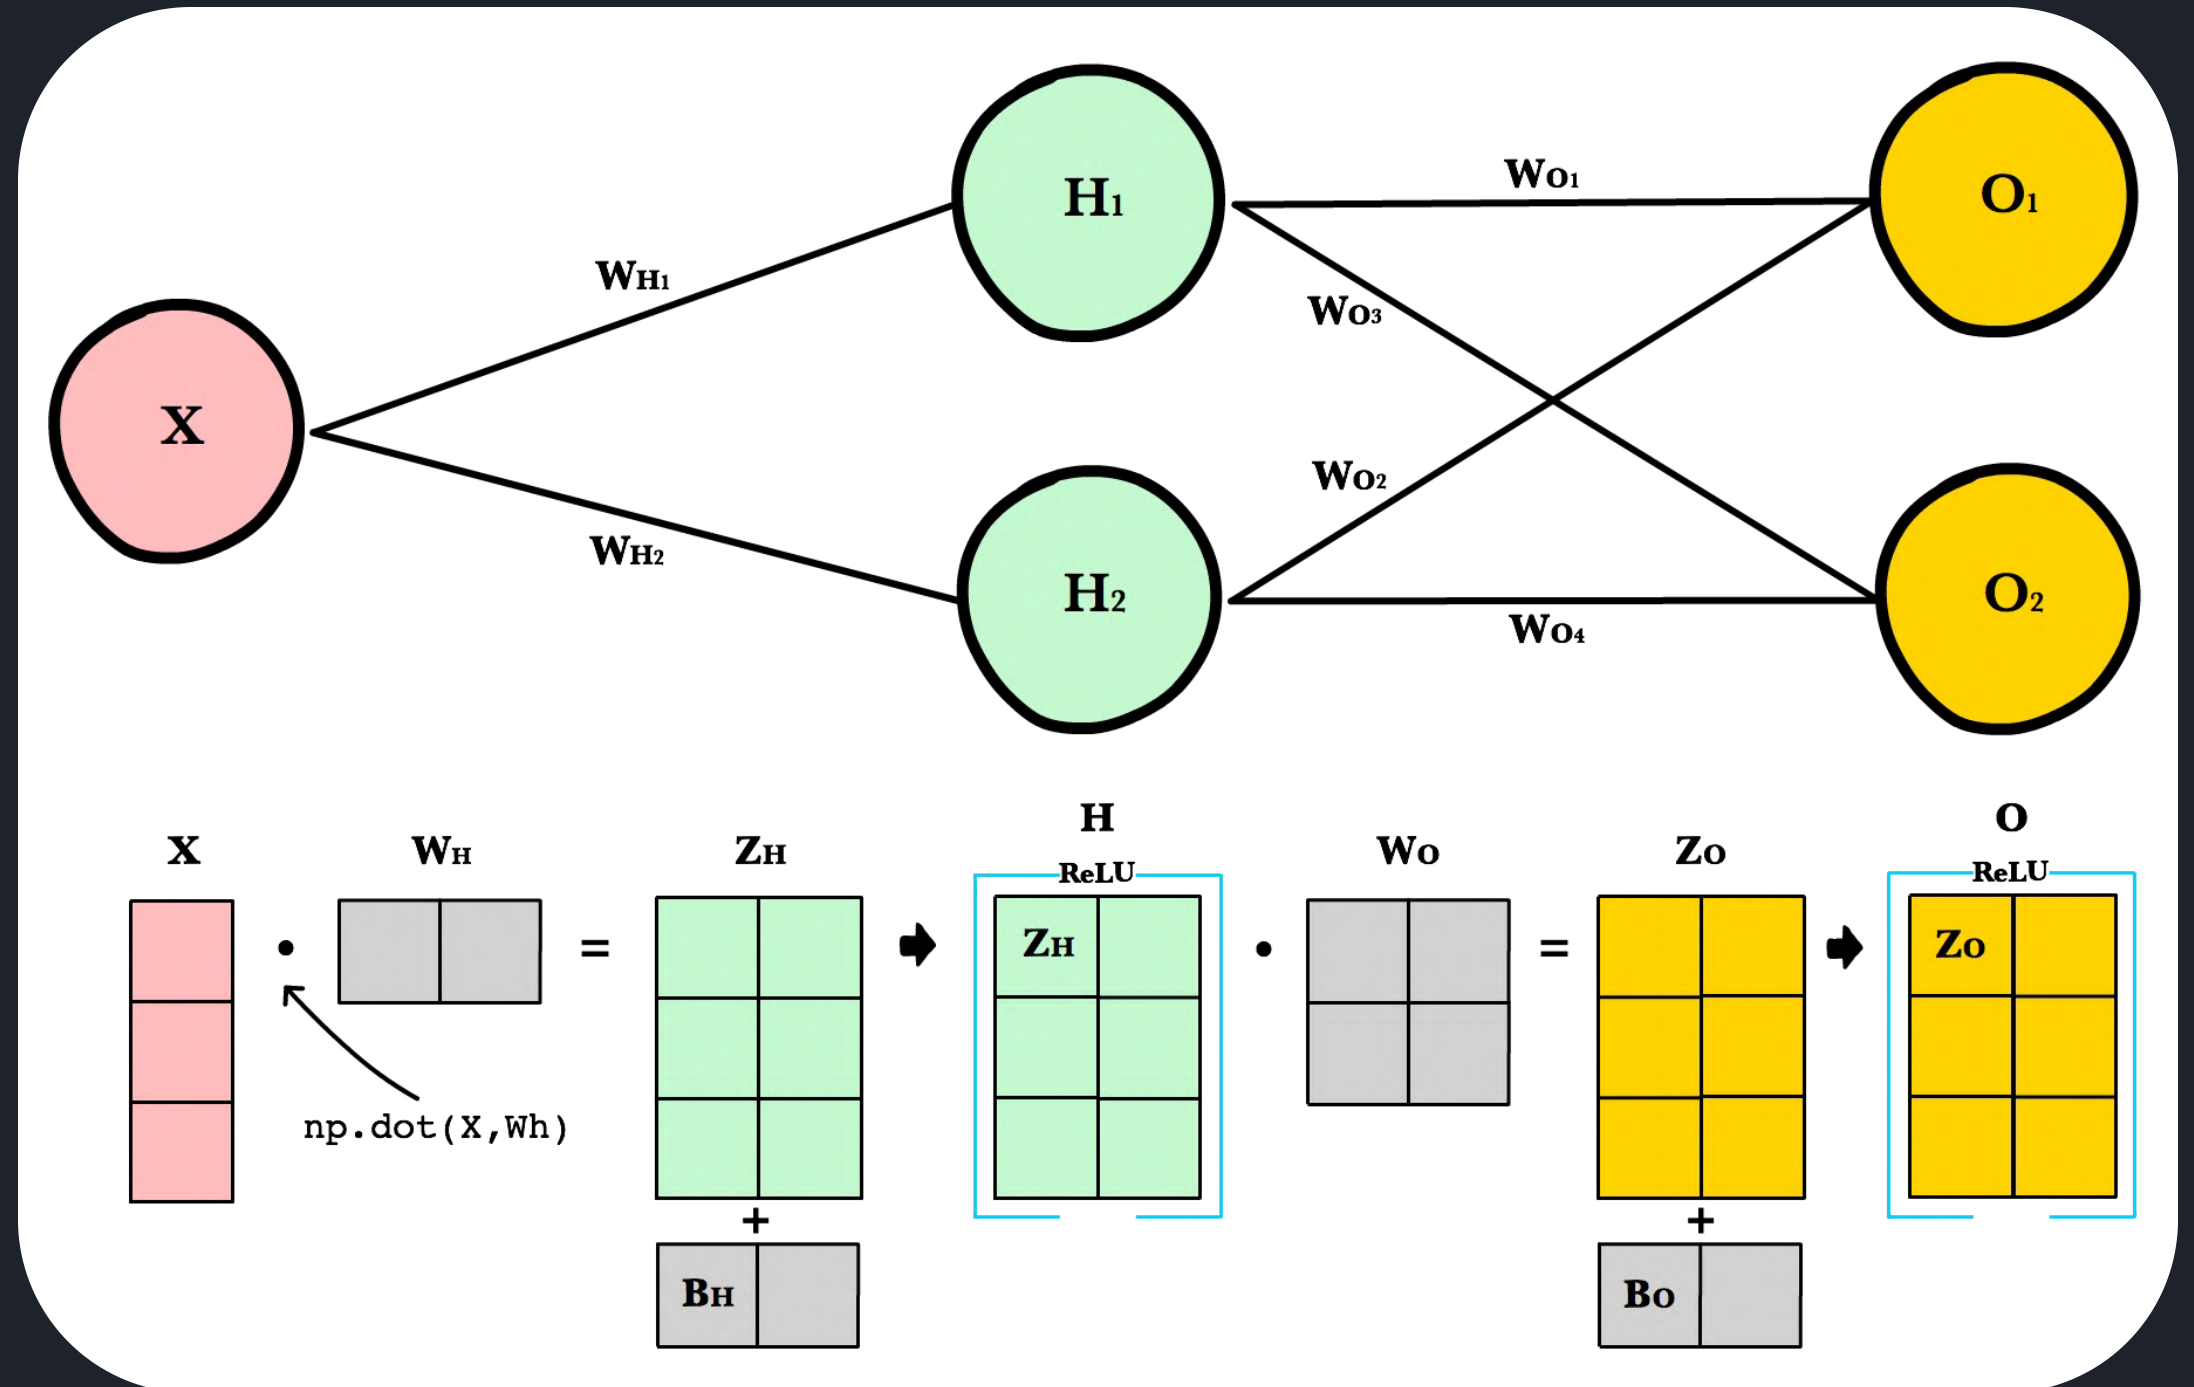 H1
O1
WO1
WH1
WO3
X
WO2
WH2
H2
O2
WO4
H
O
X
WH
ZH
ReLU
WO
ZO
ReLU
ZH
•
=
•
=
ZO
np.dot(X,Wh)
+
+
BH
BO